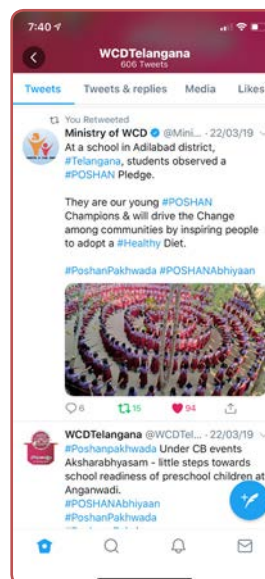 7:40
WCDTelangana
606 Tweets
Tweets Tweets & replies Media Likes
You Retweeted
Ministry of WCD @Mini... · 22/03/19
At a school in Adilabad district,
#Telangana, students observed a
#POSHAN Pledge.
They are our young #POSHAN
Champions & will drive the Change
among communities by inspiring people
to adopt a #Healthy Diet.
#PoshanPakhwada #POSHANAbhiyaan
6 15 94
WCDTelangana @WCDTel... · 22/03/19
#Poshanpakhwada Under CB events
Aksharabhyasam - little steps towards
school readiness of preschool children at
Anganwadi.
#POSHANAbhiyaan
#PoshanPakhwada